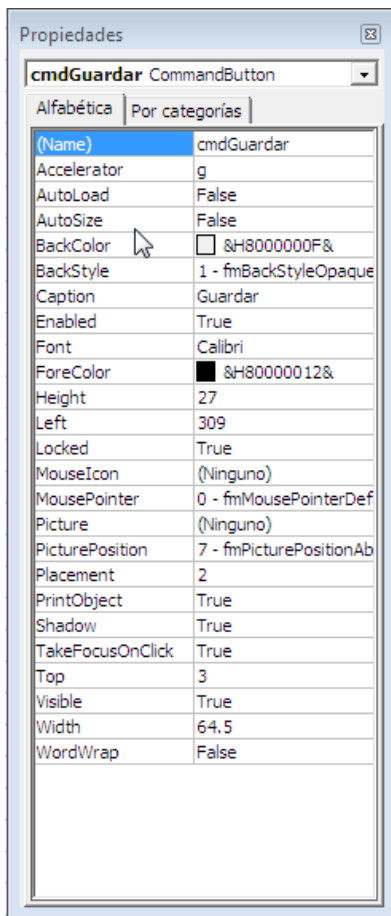 Propiedades
cmdGuardar CommandButton
Alfabética Por categorías
(Name) cmdGuardar
Accelerator g
AutoLoad False
AutoSize False
BackColor &H8000000F&
BackStyle 1 - fmBackStyleOpaque
Caption Guardar
Enabled True
Font Calibri
ForeColor &H80000012&
Height 27
Left 309
Locked True
MouseIcon (Ninguno)
MousePointer 0 - fmMousePointerDef
Picture (Ninguno)
PicturePosition 7 - fmPicturePositionAb
Placement 2
PrintObject True
Shadow True
TakeFocusOnClick True
Top 3
Visible True
Width 64.5
WordWrap False